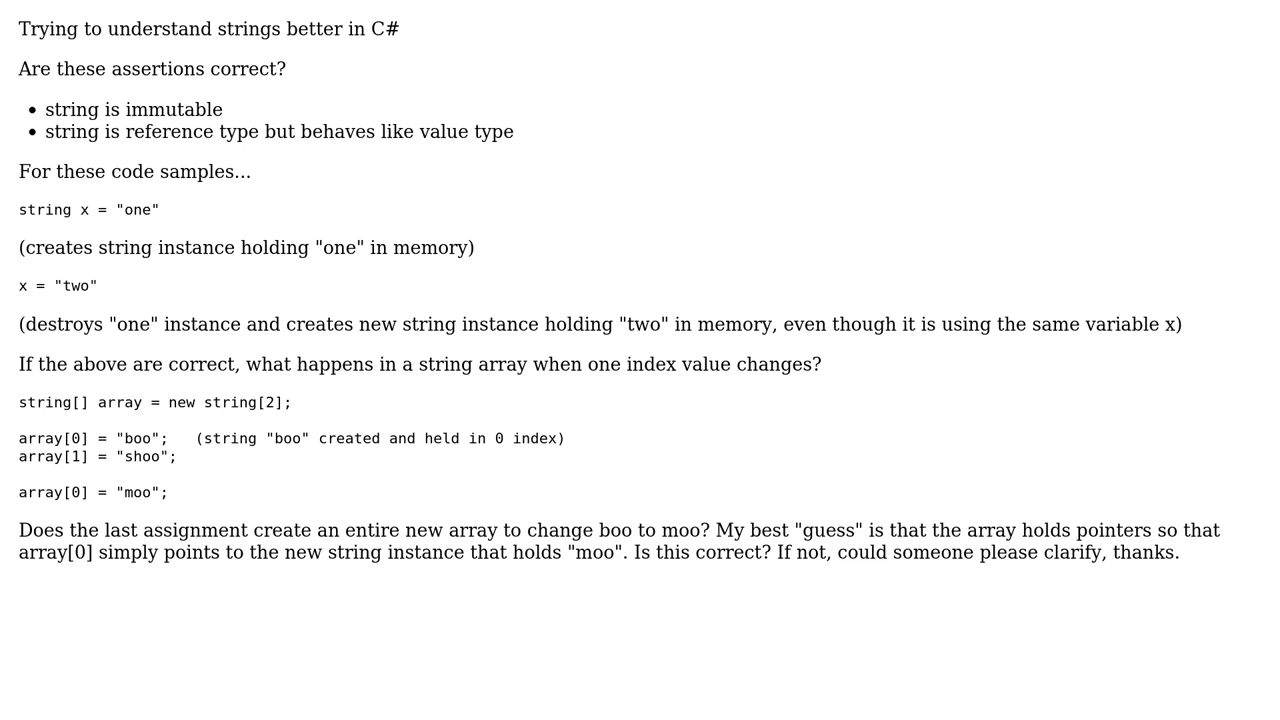 Trying to understand strings better in C#
Are these assertions correct?
• string is immutable
• string is reference type but behaves like value type
For these code samples...
string x = "one"
(creates string instance holding "one" in memory)
x = "two"
(destroys "one" instance and creates new string instance holding "two" in memory, even though it is using the same variable x)
If the above are correct, what happens in a string array when one index value changes?
string[] array = new string[2];
array[0] = "boo";   (string "boo" created and held in 0 index)
array[1] = "shoo";
array[0] = "moo";
Does the last assignment create an entire new array to change boo to moo? My best "guess" is that the array holds pointers so that
array[0] simply points to the new string instance that holds "moo". Is this correct? If not, could someone please clarify, thanks.